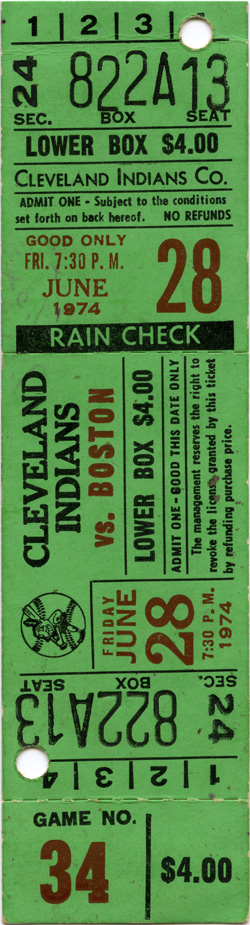 1 | 2 | 3 | 4
24 822A 13
SEC. BOX SEAT
LOWER BOX $4.00
CLEVELAND INDIANS CO.
ADMIT ONE - Subject to the conditions
set forth on back hereof. NO REFUNDS
GOOD ONLY
FRI. 7:30 P. M.
JUNE 28
1974
RAIN CHECK
CLEVELAND
INDIANS
vs. BOSTON
LOWER BOX $4.00
ADMIT ONE - GOOD THIS DATE ONLY
The management reserves the right to
revoke the license granted by this ticket
by refunding purchase price.
FRIDAY
JUNE
28
7:30 P. M.
1974
SEC. BOX SEAT
24 822A 13
1 | 2 | 3 | 4
GAME NO.
34
$4.00